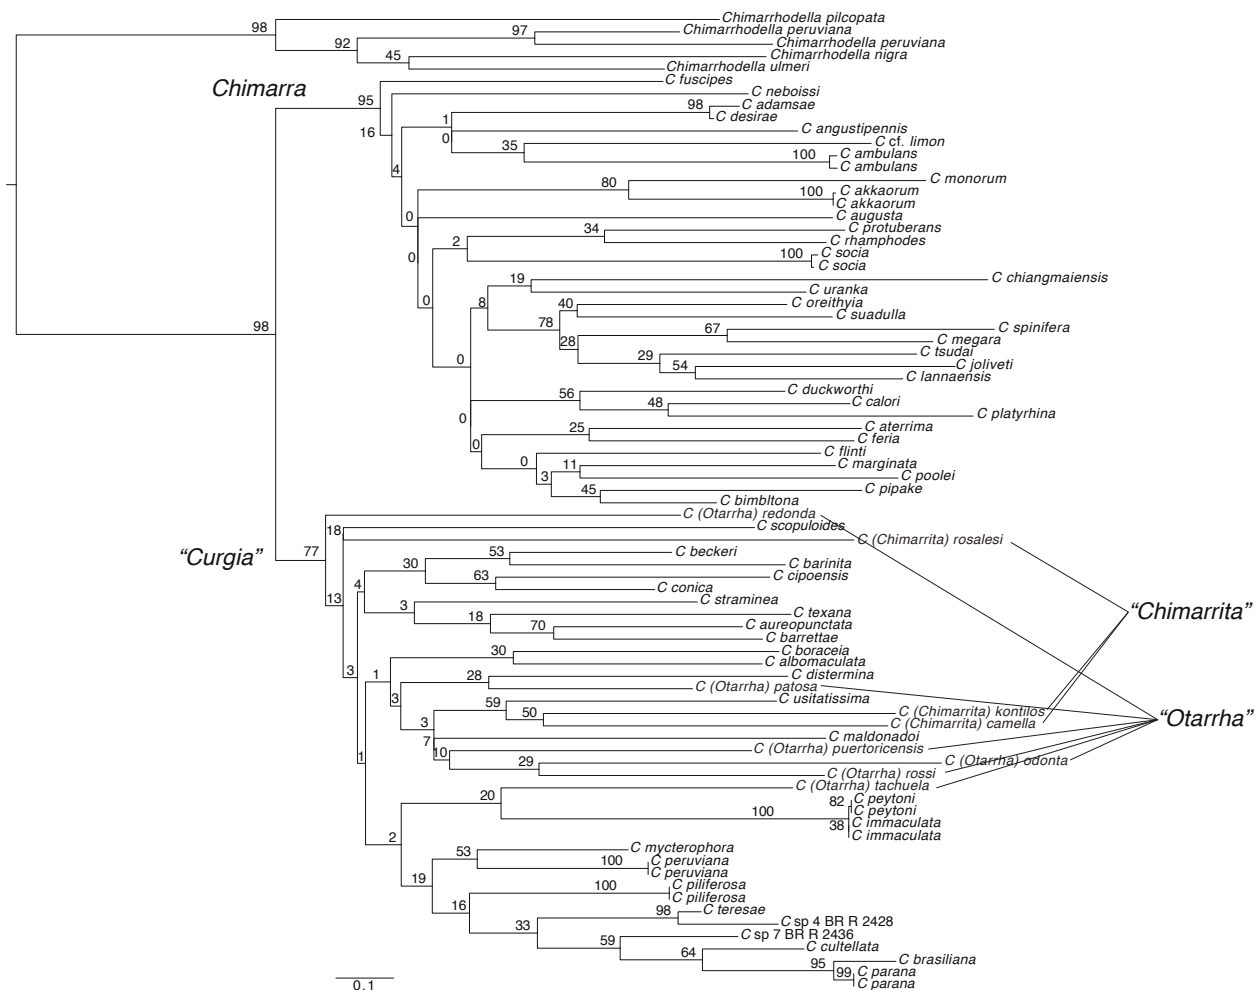 Chimarrhodella pilcopata
98
97
Chimarrhodella peruviana
Chimarrhodella peruviana
92
45
Chimarrhodella nigra
Chimarrhodella ulmeri
Chimarra
95
C fuscipes
C neboissi
16
98
C adamsae
C desirae
1
0
C angustipennis
35
C cf. limon
100
C ambulans
C ambulans
4
80
C monorum
100
C akkaorum
C akkaorum
0
C augusta
34
C protuberans
C rhamphodes
2
100
C socia
C socia
0
19
C chiangmaiensis
C uranka
8
40
C oreithyia
C suadulla
0
78
67
C spinifera
C megara
28
29
C tsudai
54
C joliveti
C lannaensis
0
56
C duckworthi
48
C calori
C platyrhina
0
25
C aterrima
C feria
0
0
C flinti
11
C marginata
C poolei
3
45
C pipake
C bimbltona
98
C (Otarrha) redonda
18
C scopuloides
C (Chimarrita) rosalesi
"Curgia"
77
53
C beckeri
C barinita
30
63
C cipoensis
C conica
4
13
3
C straminea
18
C texana
70
C aureopunctata
C barrettae
"Chimarrita"
30
C boraceia
C albomaculata
3
1
28
C distermina
C (Otarrha) patosa
3
59
C usitatissima
50
C (Chimarrita) kontilos
C (Chimarrita) camella
"Otarrha"
3
7
C maldonadoi
10
C (Otarrha) puertoricensis
29
C (Otarrha) odonta
C (Otarrha) rossi
1
20
C (Otarrha) tachuela
82
C peytoni
C peytoni
100
38
C immaculata
C immaculata
2
53
C mycterophora
100
C peruviana
C peruviana
19
100
C piliferosa
C piliferosa
16
98
C teresae
C sp 4 BR R 2428
33
C sp 7 BR R 2436
59
C cultellata
64
95
C brasiliana
99
C parana
C parana
0.1